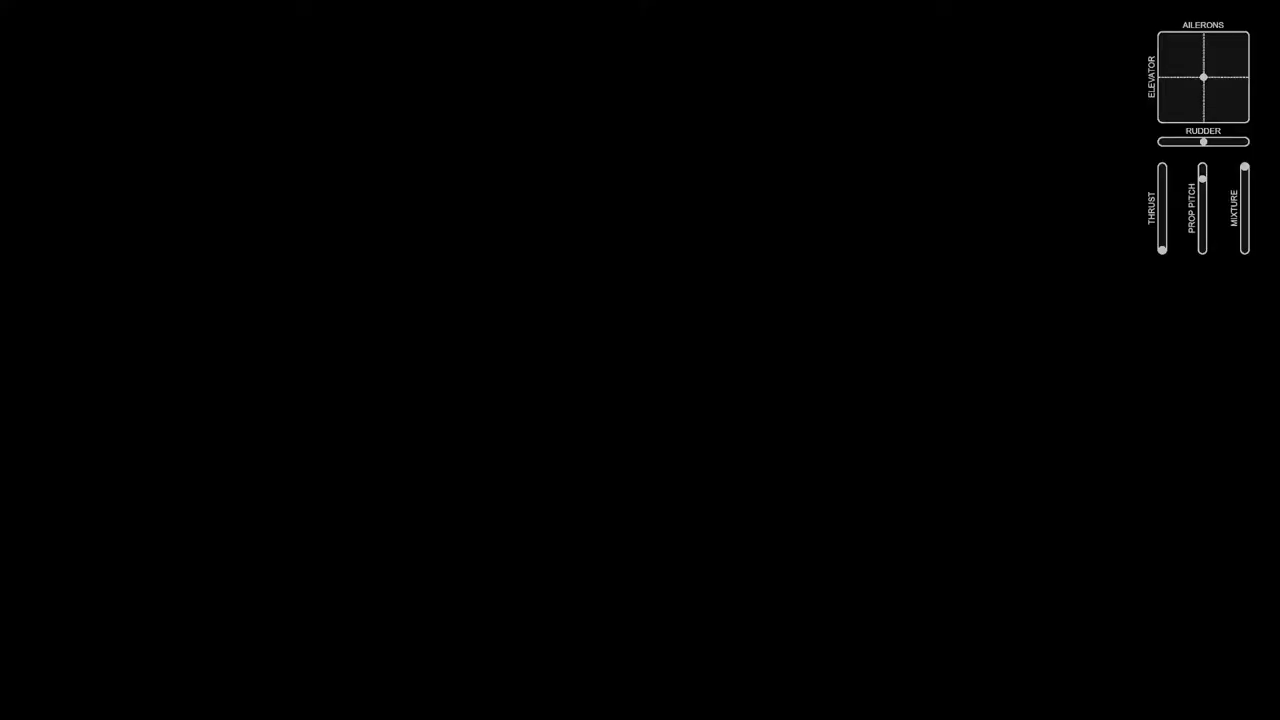 AILERONS
ELEVATOR
RUDDER
THRUST
PROP PITCH
MIXTURE